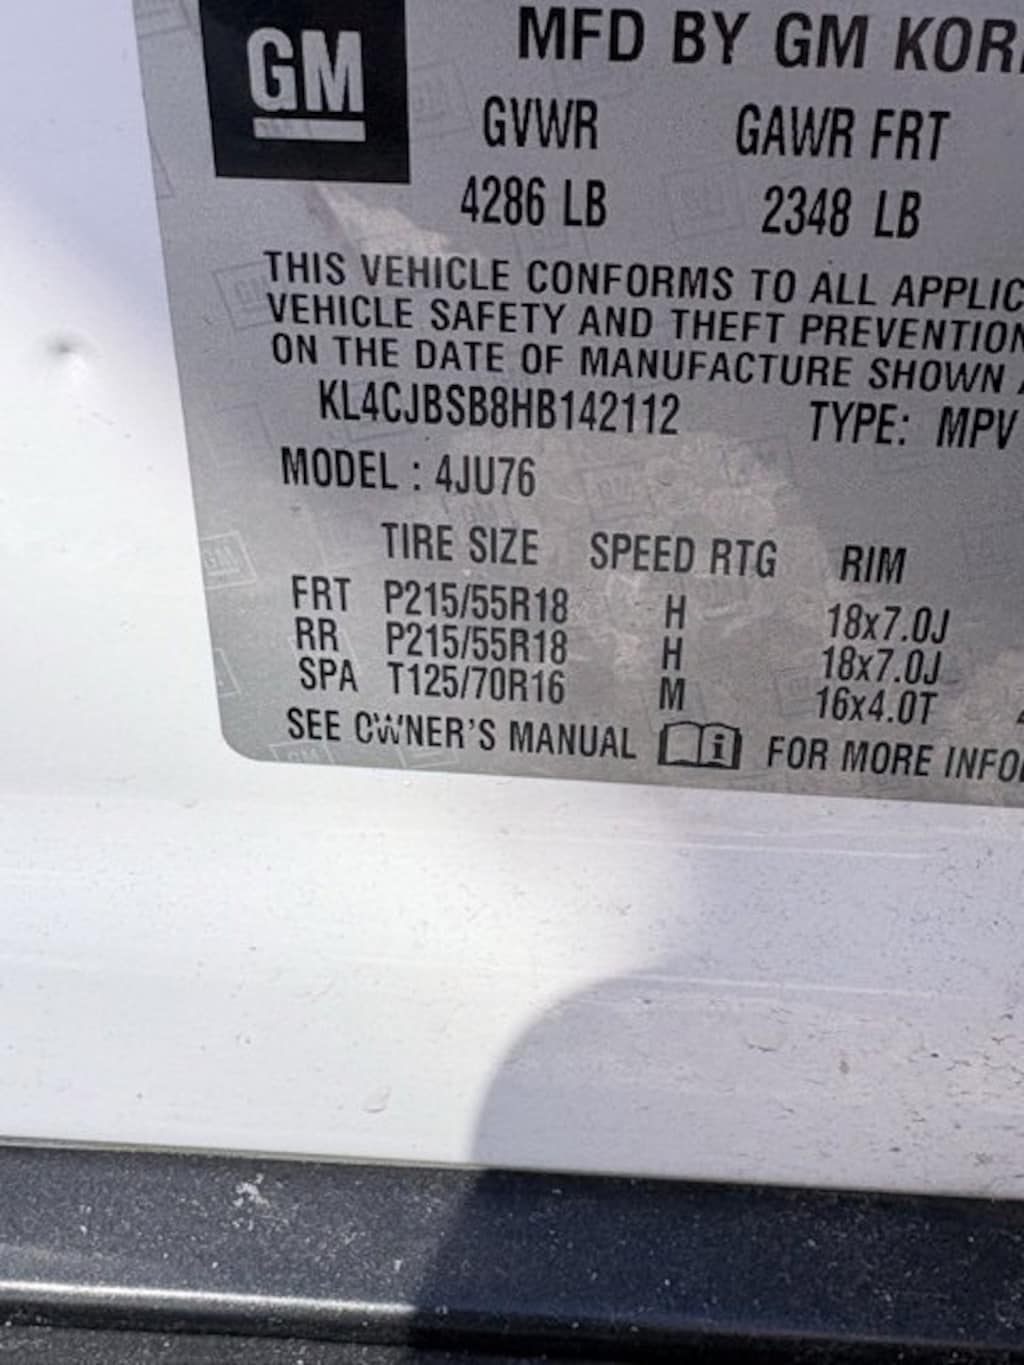 GM
MFD BY GM KOR
GVWR GAWR FRT
4286 LB 2348 LB
THIS VEHICLE CONFORMS TO ALL APPLIC
VEHICLE SAFETY AND THEFT PREVENTION
ON THE DATE OF MANUFACTURE SHOWN
KL4CJBSB8HB142112 TYPE: MPV
MODEL : 4JU76
TIRE SIZE SPEED RTG RIM
FRT P215/55R18 H 18x7.0J
RR P215/55R18 H 18x7.0J
SPA T125/70R16 M 16x4.0T
SEE OWNER'S MANUAL i FOR MORE INFO